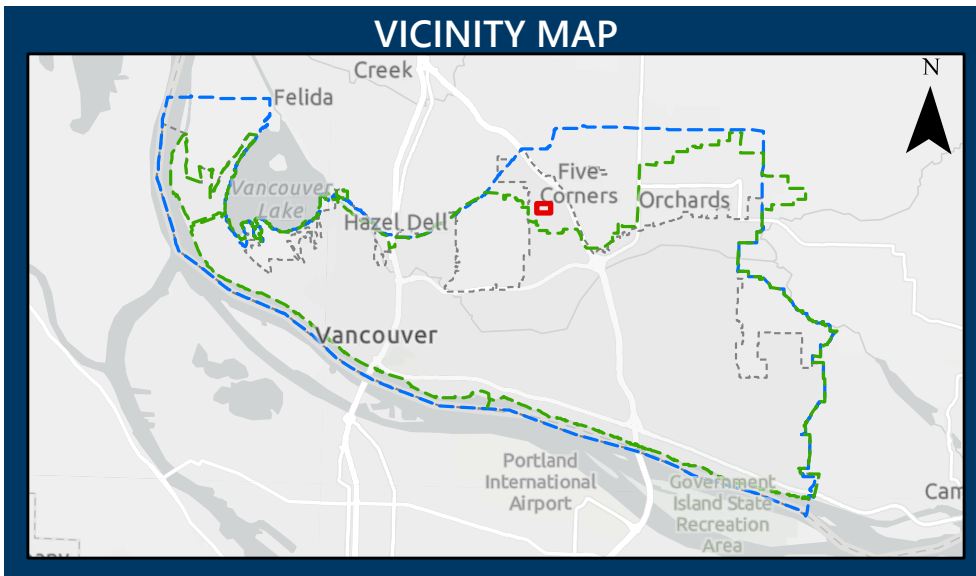 VICINITY MAP
N
Creek
Felida
Five
Corners
Vancouver
Lake
Orchards
Hazel Dell
Vancouver
Portland
International
Airport
Government
Island State
Recreation
Area
Cam